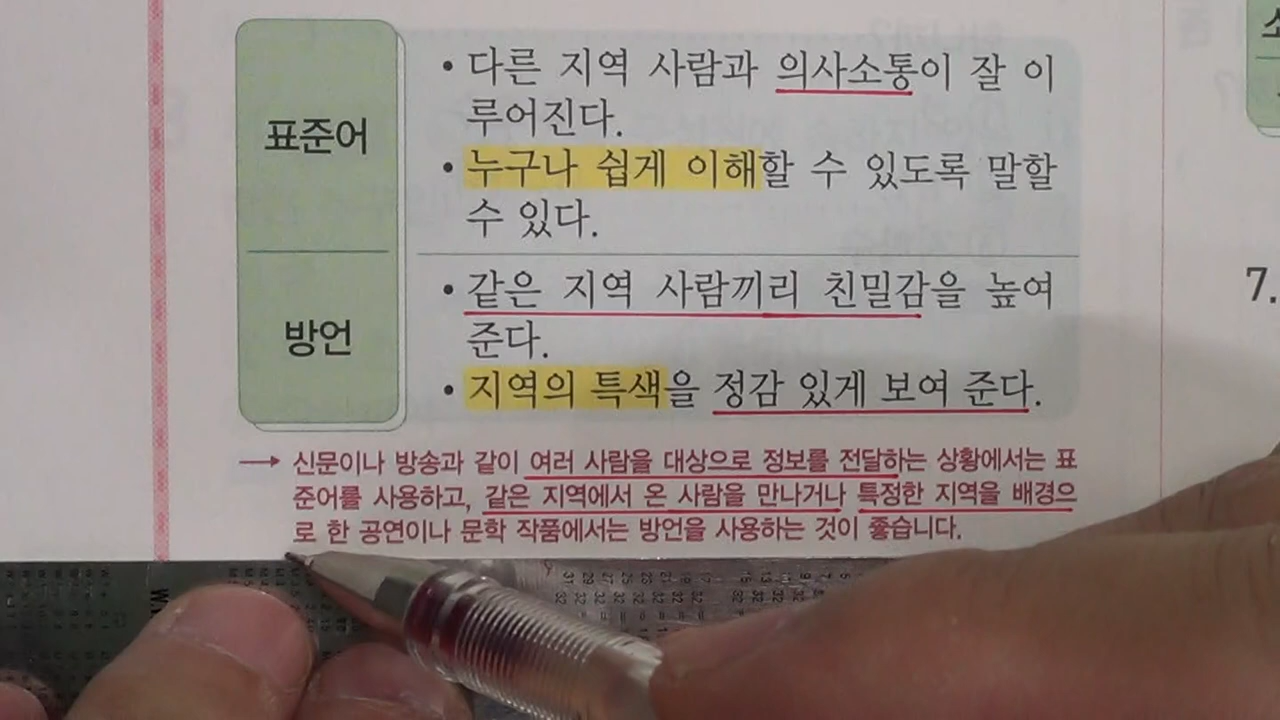 표준어
• 다른 지역 사람과 의사소통이 잘 이
루어진다.
• 누구나 쉽게 이해할 수 있도록 말할
수 있다.
방언
• 같은 지역 사람끼리 친밀감을 높여
준다.
• 지역의 특색을 정감 있게 보여 준다.
→ 신문이나 방송과 같이 여러 사람을 대상으로 정보를 전달하는 상황에서는 표
준어를 사용하고, 같은 지역에서 온 사람을 만나거나 특정한 지역을 배경으
로 한 공연이나 문학 작품에서는 방언을 사용하는 것이 좋습니다.
7.